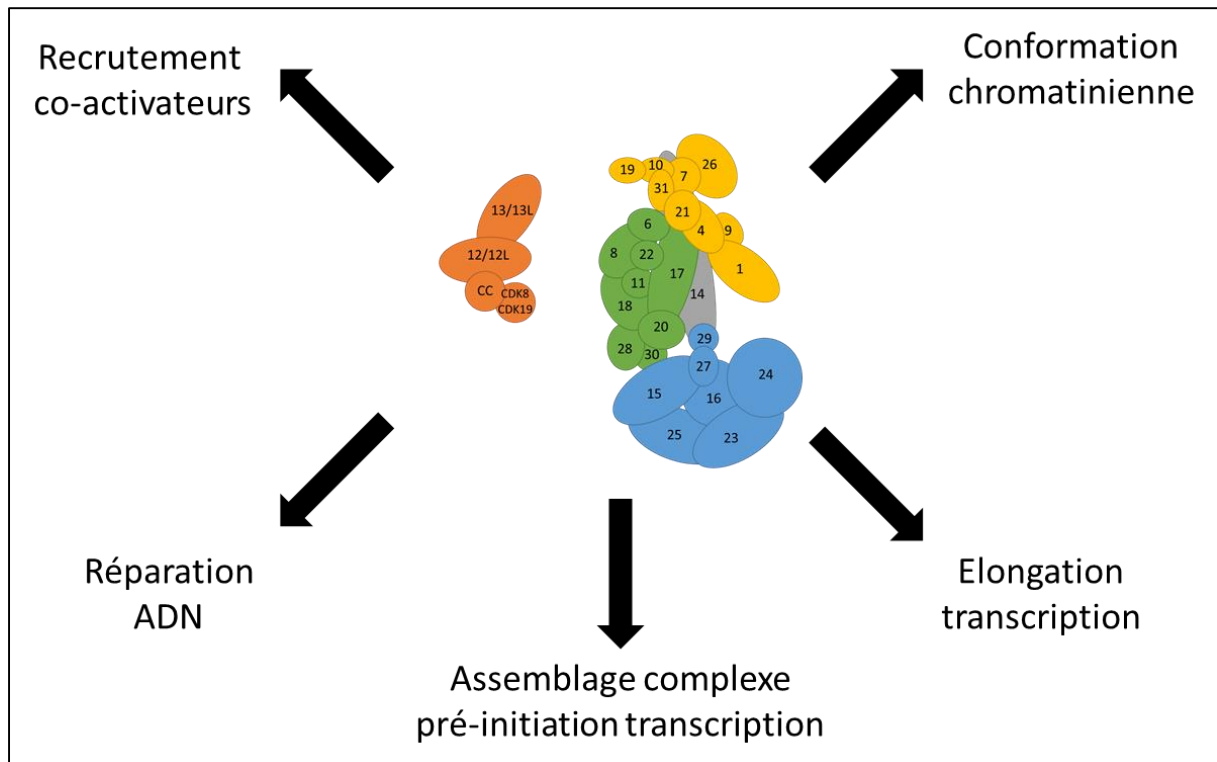 Recrutement
co-activateurs
Conformation
chromatinienne
19
10
7
26
31
21
4
9
1
13/13L
12/12L
CC
CDK8
CDK19
6
8
22
17
11
18
14
20
28
30
29
27
15
16
24
25
23
Réparation
ADN
Elongation
transcription
Assemblage complexe
pré-initiation transcription